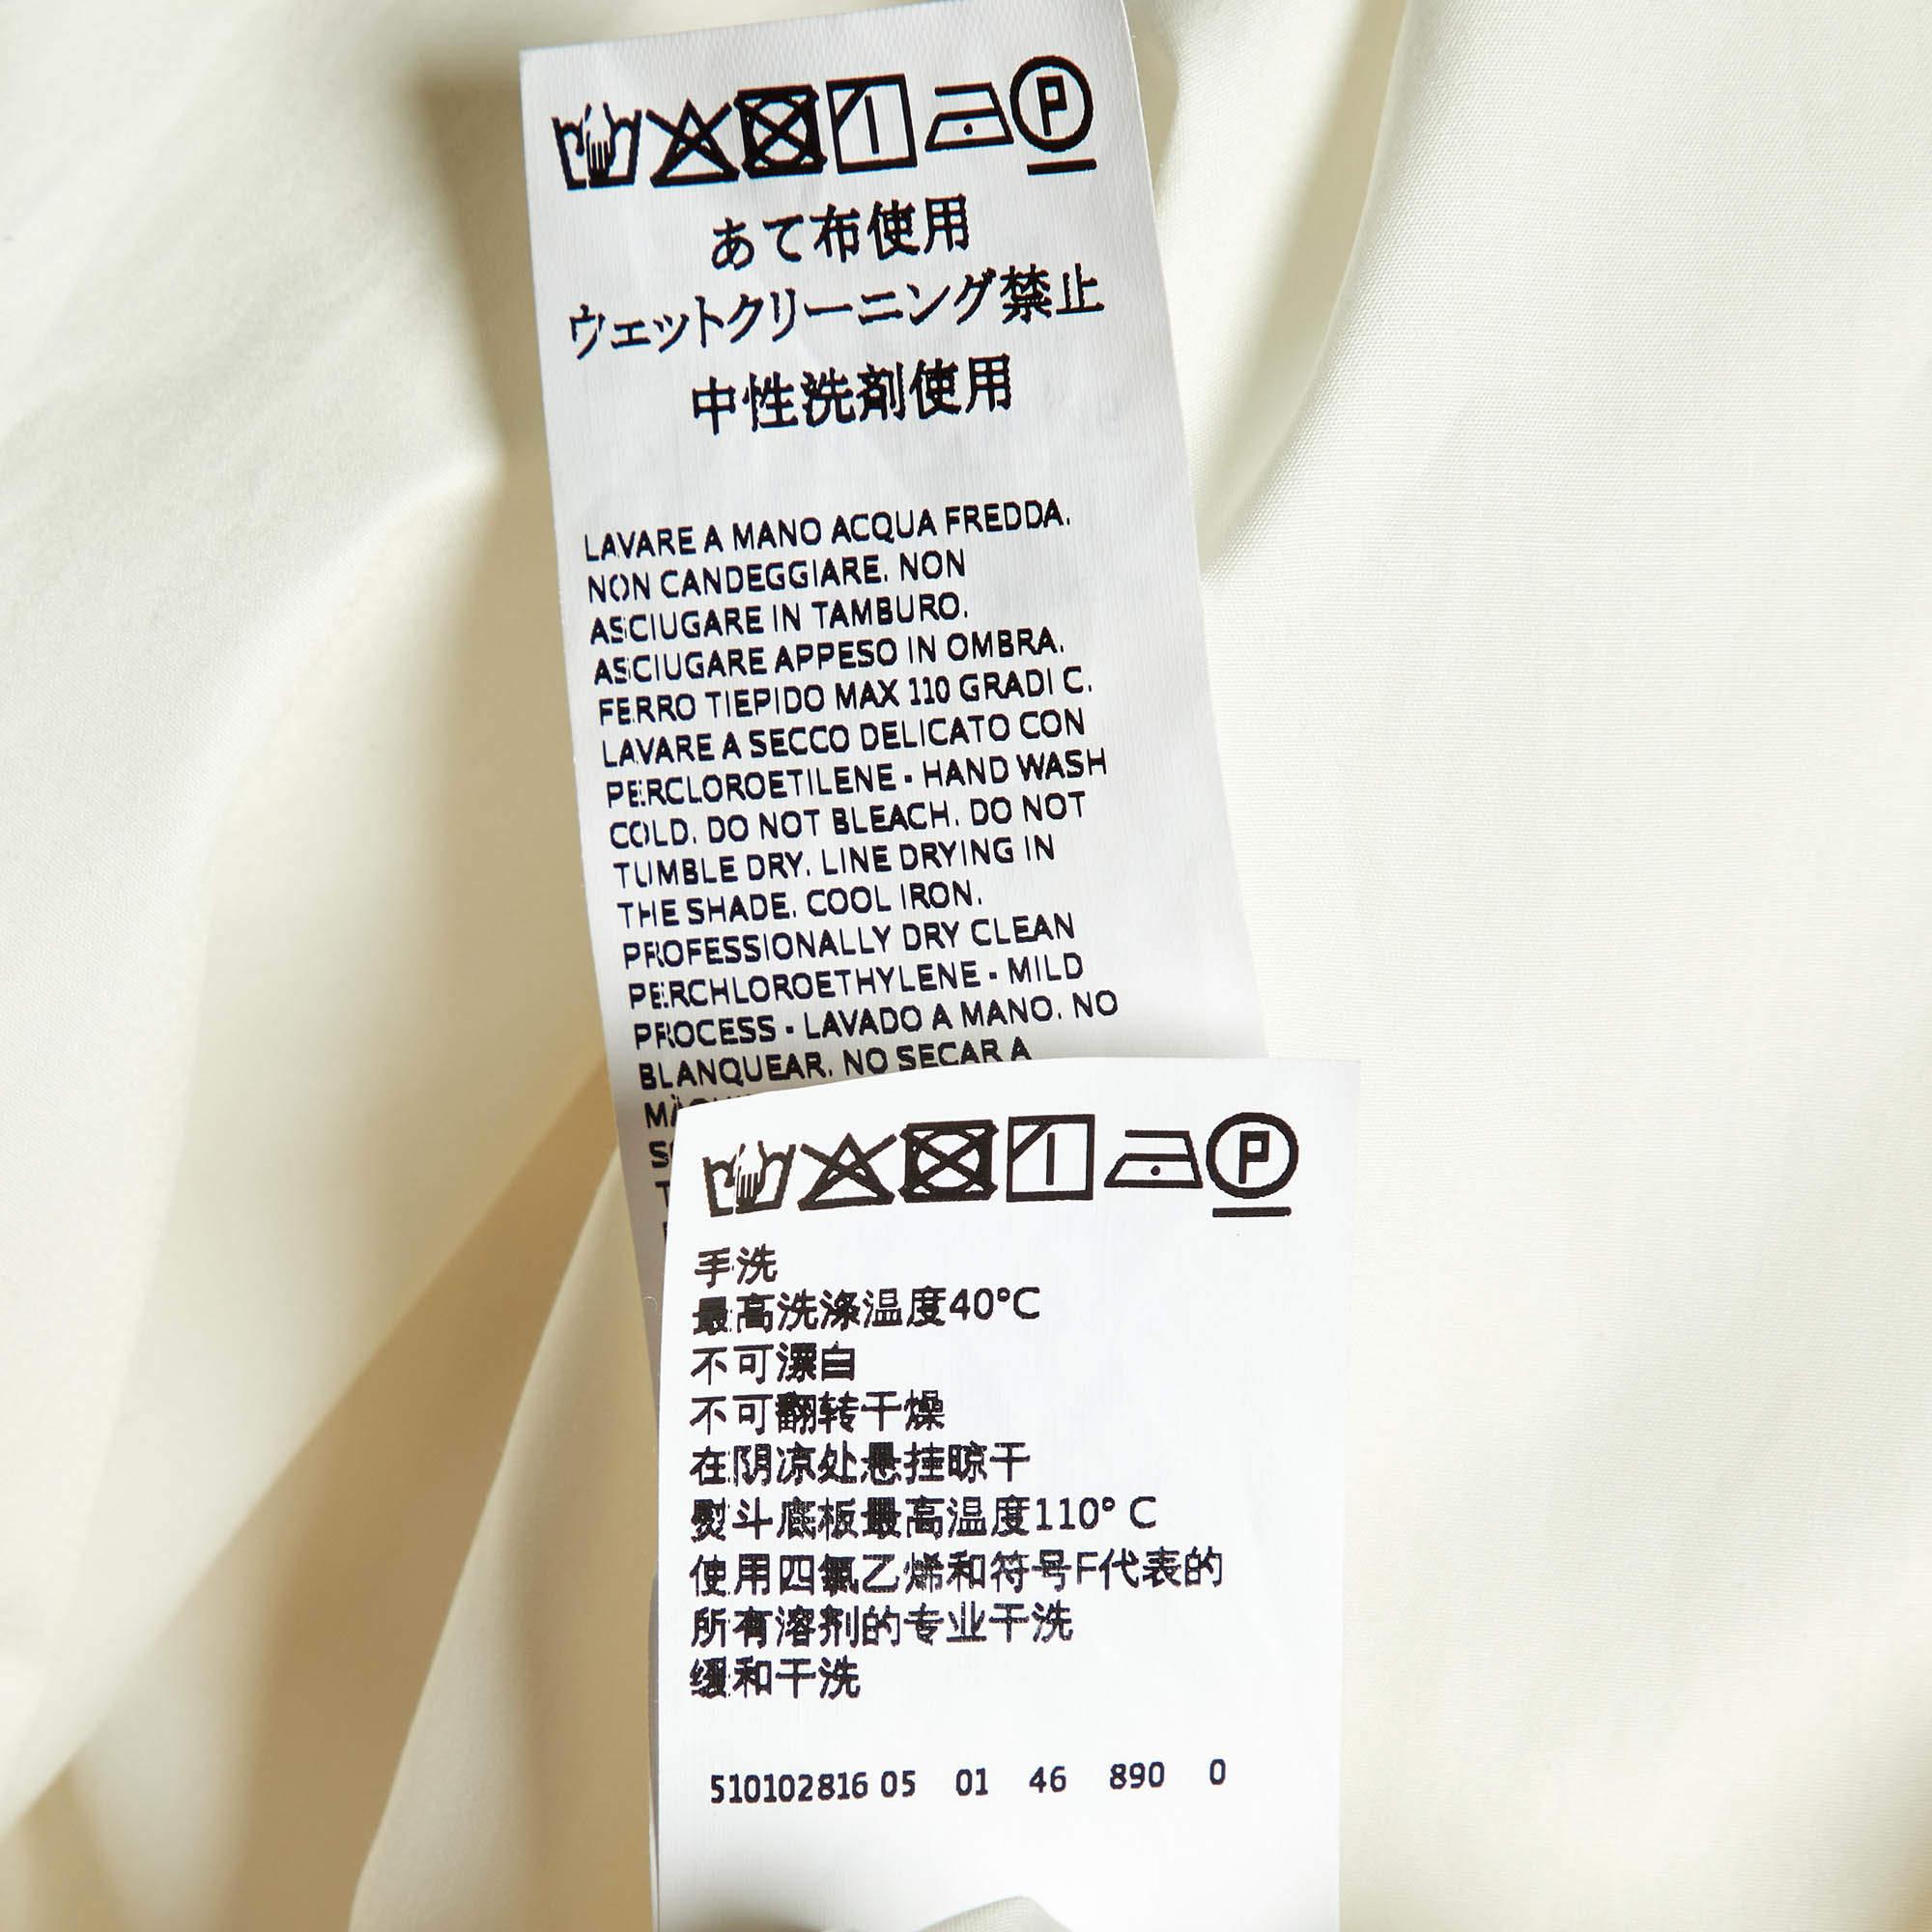 あて布使用
ウェットクリーニング禁止
中性洗剤使用
LAVARE A MANO ACQUA FREDDA.
NON CANDEGGIARE. NON
ASCIUGARE IN TAMBURO.
ASCIUGARE APPESO IN OMBRA.
FERRO TIEPIDO MAX 110 GRADI C.
LAVARE A SECCO DELICATO CON
PERCLOROETILENE - HAND WASH
COLD. DO NOT BLEACH. DO NOT
TUMBLE DRY. LINE DRYING IN
THE SHADE. COOL IRON.
PROFESSIONALLY DRY CLEAN
PERCHLOROETHYLENE - MILD
PROCESS - LAVADO A MANO. NO
BLANQUEAR. NO SECAR A
手洗
最高洗涤温度40°C
不可漂白
不可翻转干燥
在阴凉处悬挂晾干
熨斗底板最高温度110° C
使用四氯乙烯和符号F代表的
所有溶剂的专业干洗
缓和干洗
510102816 05 01 46 890 0